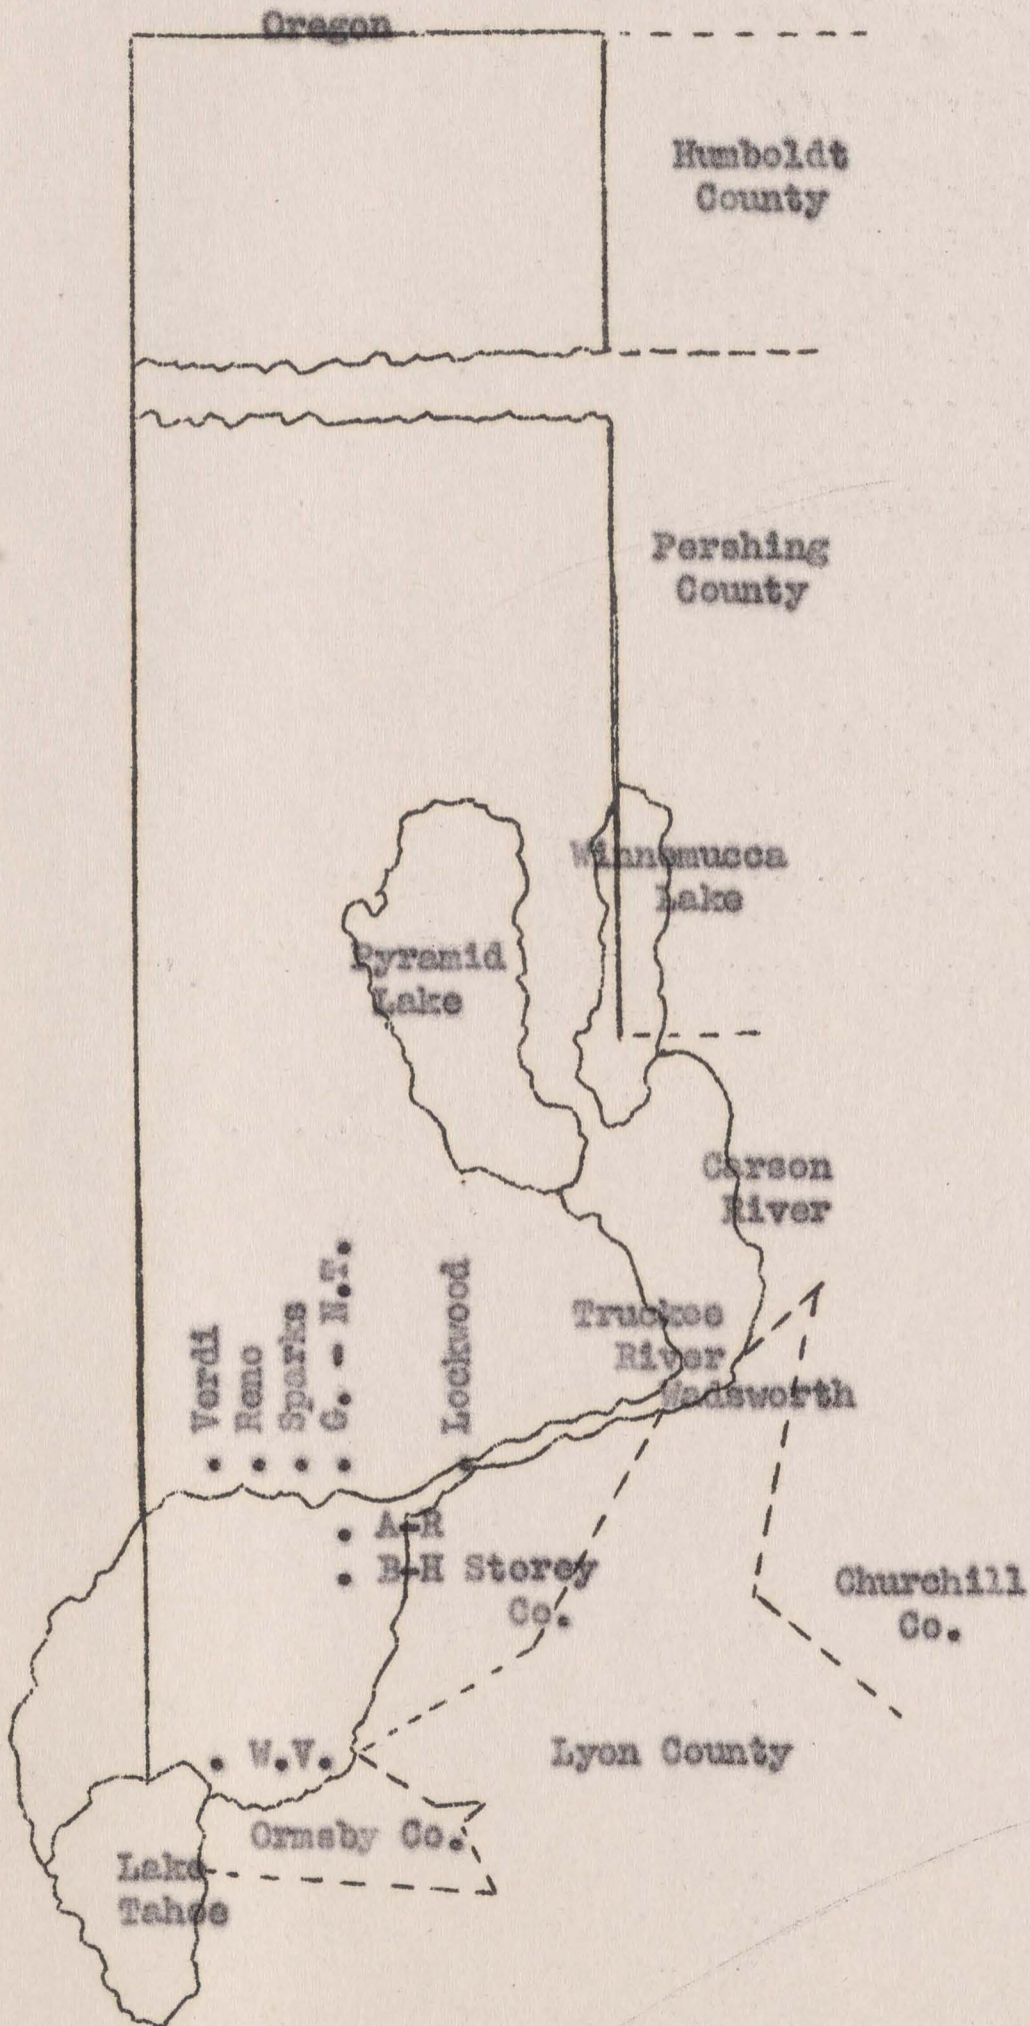 Oregon
Humboldt
County
Pershing
County
Winnemucca
Lake
Pyramid
Lake
Carson
River
Verdi
Reno
Sparks
G. - N.T.
Lockwood
Truckee
River
Wadsworth
A-R
B-H
Storey
Co.
Churchill
Co.
W.V.
Lyon County
Ormsby Co.
Lake
Tahoe